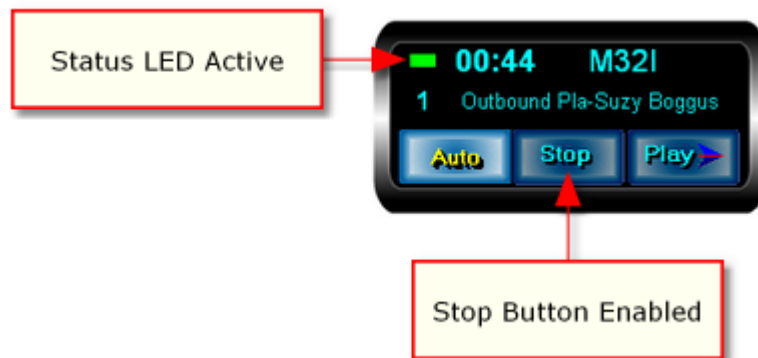 Status LED Active
00:44 M32I
1 Outbound Pla-Suzy Boggus
Auto Stop Play
Stop Button Enabled